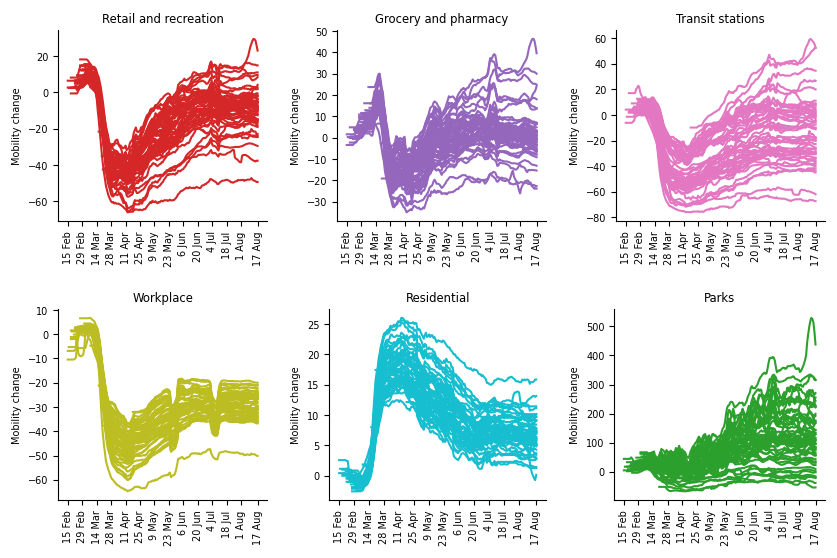 Retail and recreation
Mobility change
20
0
−20
−40
−60
15 Feb
29 Feb
14 Mar
28 Mar
11 Apr
25 Apr
9 May
23 May
6 Jun
20 Jun
4 Jul
18 Jul
1 Aug
17 Aug
Grocery and pharmacy
Mobility change
50
40
30
20
10
0
−10
−20
−30
15 Feb
29 Feb
14 Mar
28 Mar
11 Apr
25 Apr
9 May
23 May
6 Jun
20 Jun
4 Jul
18 Jul
1 Aug
17 Aug
Transit stations
Mobility change
60
40
20
0
−20
−40
−60
−80
15 Feb
29 Feb
14 Mar
28 Mar
11 Apr
25 Apr
9 May
23 May
6 Jun
20 Jun
4 Jul
18 Jul
1 Aug
17 Aug
Workplace
Mobility change
10
0
−10
−20
−30
−40
−50
−60
15 Feb
29 Feb
14 Mar
28 Mar
11 Apr
25 Apr
9 May
23 May
6 Jun
20 Jun
4 Jul
18 Jul
1 Aug
17 Aug
Residential
Mobility change
25
20
15
10
5
0
15 Feb
29 Feb
14 Mar
28 Mar
11 Apr
25 Apr
9 May
23 May
6 Jun
20 Jun
4 Jul
18 Jul
1 Aug
17 Aug
Parks
Mobility change
500
400
300
200
100
0
15 Feb
29 Feb
14 Mar
28 Mar
11 Apr
25 Apr
9 May
23 May
6 Jun
20 Jun
4 Jul
18 Jul
1 Aug
17 Aug